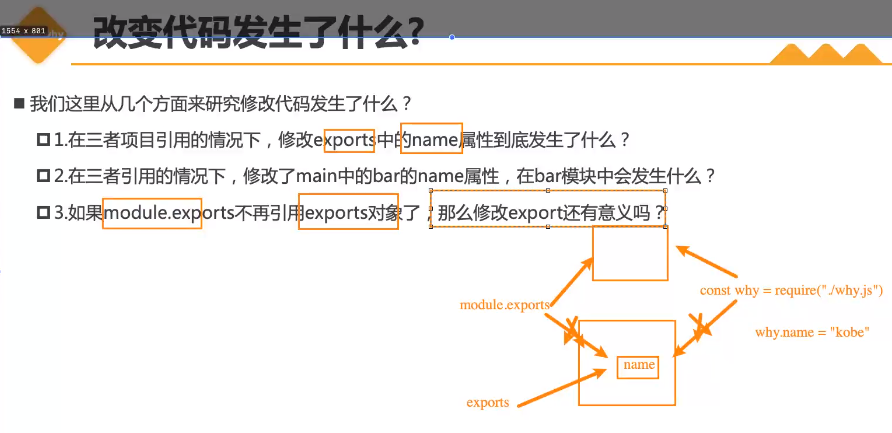 1554 x 801
改变代码发生了什么?
我们这里从几个方面来研究修改代码发生了什么？
1.在三者项目引用的情况下，修改exports中的name属性到底发生了什么？
2.在三者引用的情况下，修改了main中的bar的name属性，在bar模块中会发生什么？
3.如果module.exports不再引用exports对象了，那么修改export还有意义吗？
const why = require("./why.js")
module.exports
why.name = "kobe"
name
exports